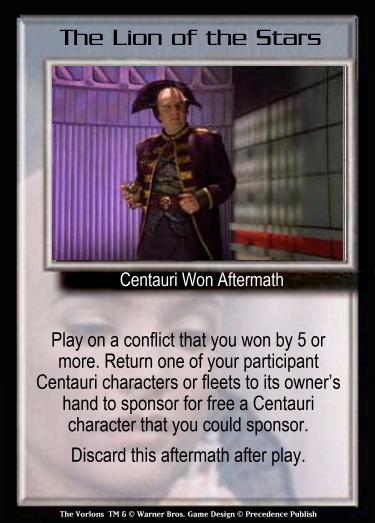 The Lion of the Stars
Centauri Won Aftermath
Play on a conflict that you won by 5 or
more. Return one of your participant
Centauri characters or fleets to its owner's
hand to sponsor for free a Centauri
character that you could sponsor.
Discard this aftermath after play.
The Vorlons TM & © Warner Bros. Game Design © Precedence Publish